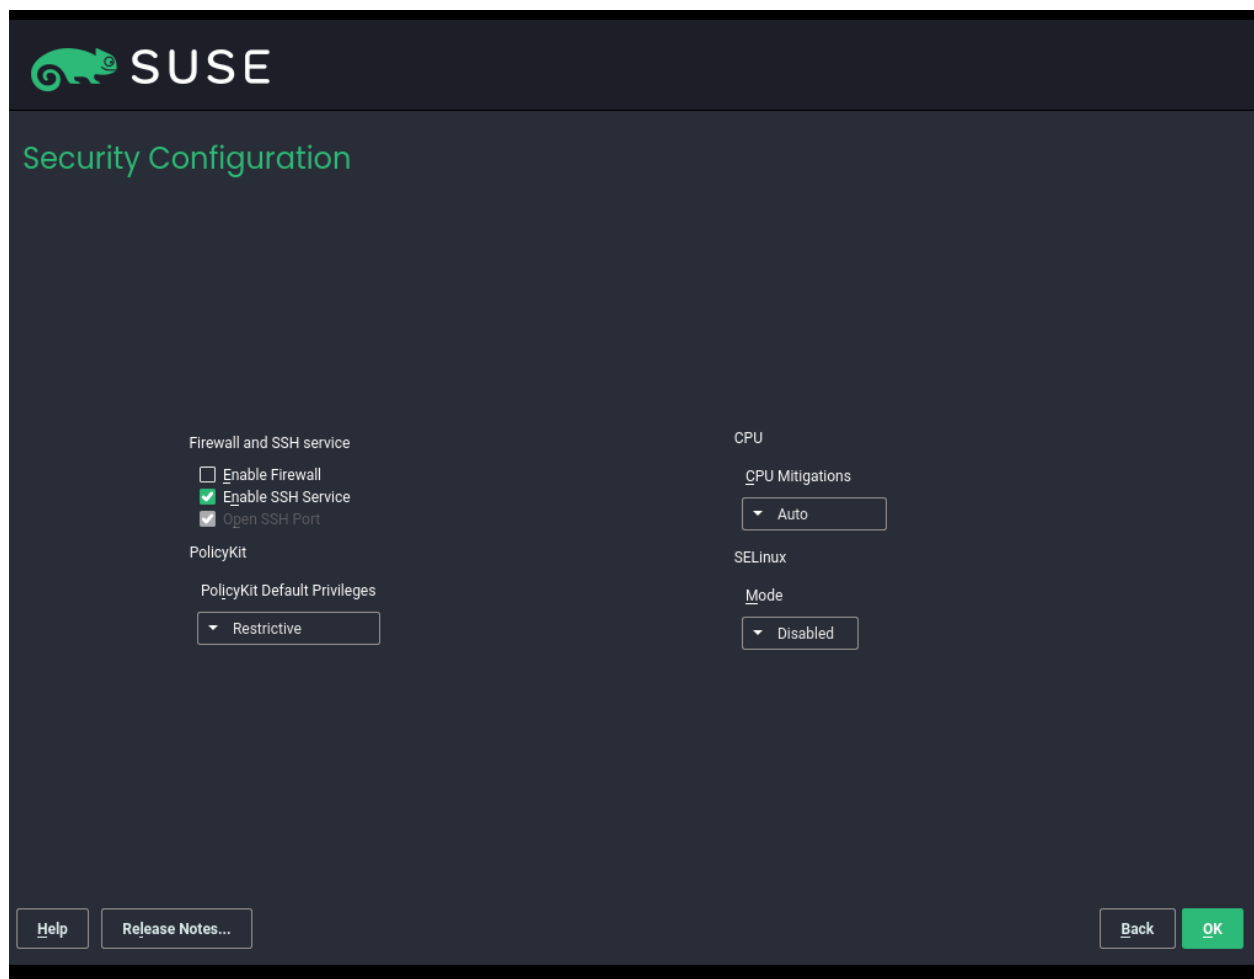 SUSE
Security Configuration
Firewall and SSH service
Enable Firewall
Enable SSH Service
Open SSH Port
PolicyKit
PolicyKit Default Privileges
Restrictive
CPU
CPU Mitigations
Auto
SELinux
Mode
Disabled
Help
Release Notes...
Back
OK